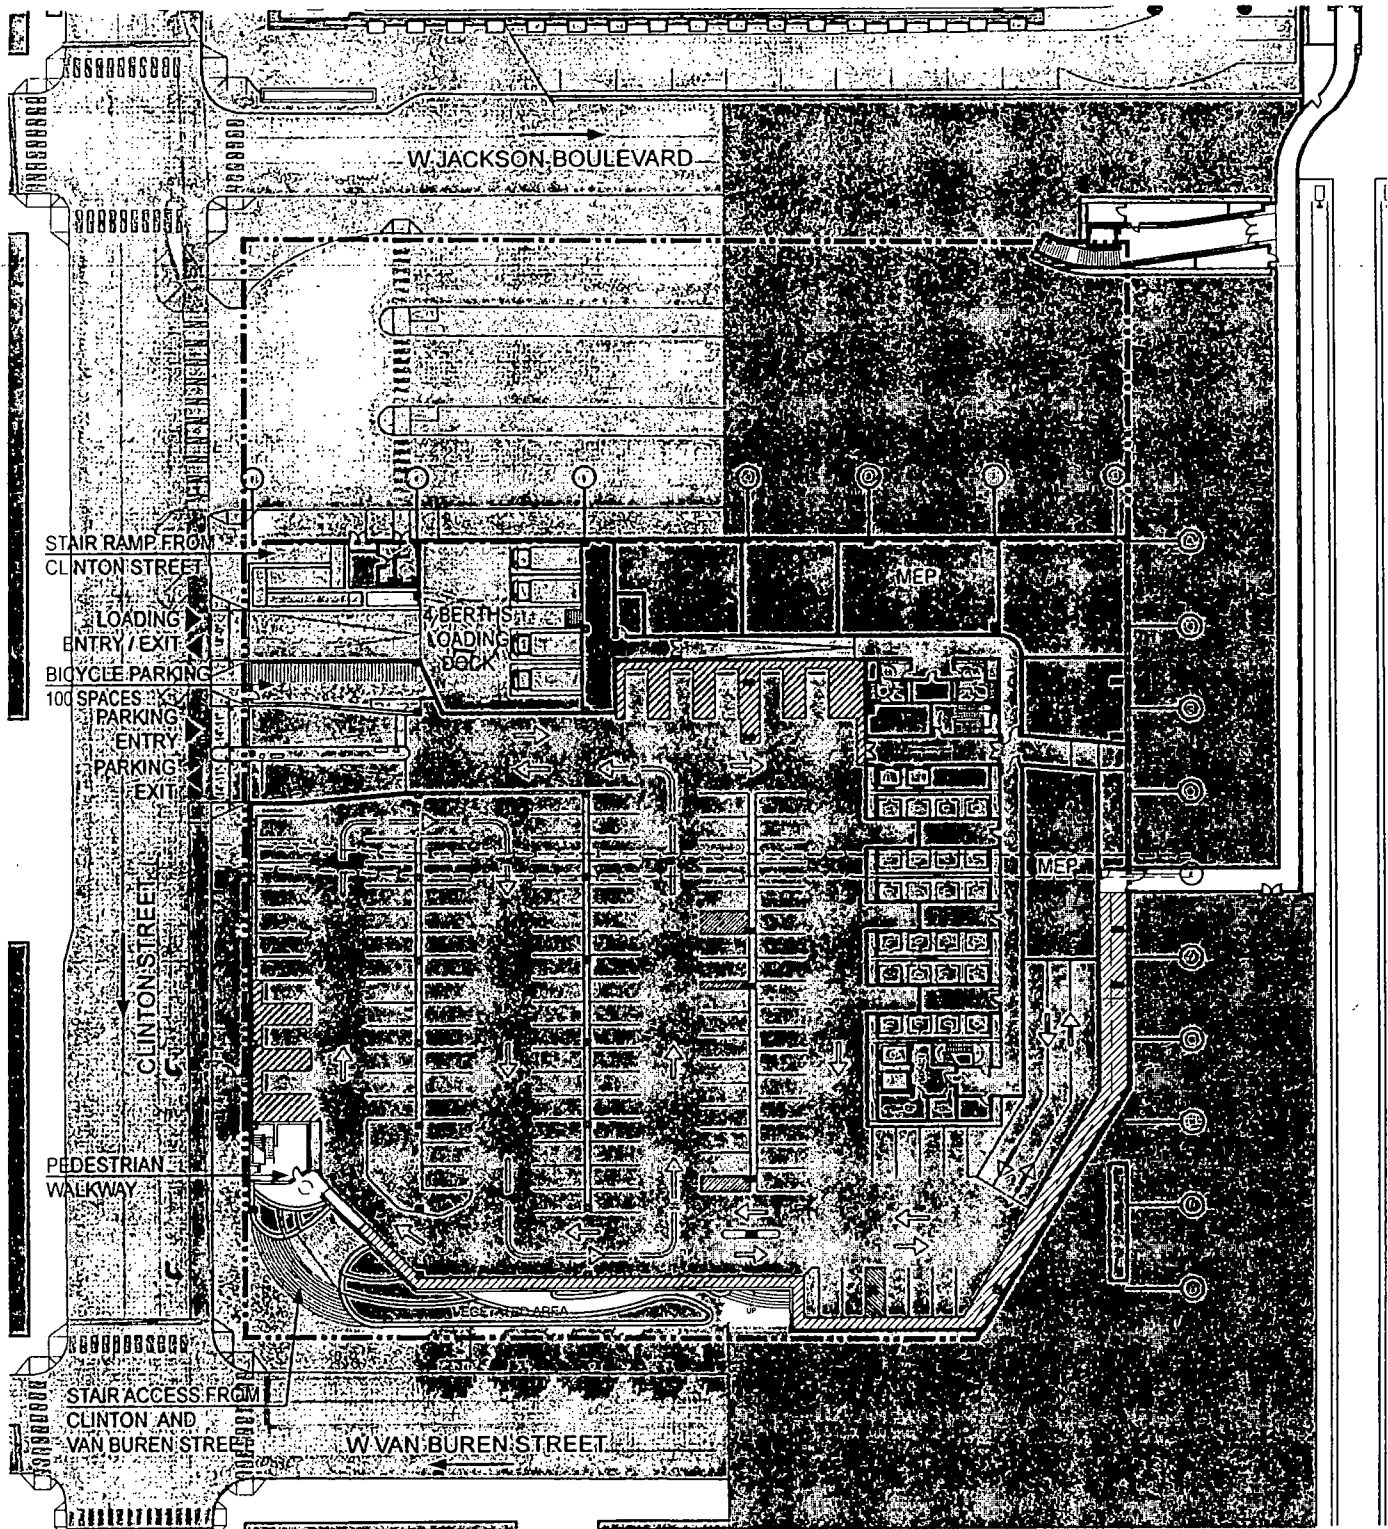 W JACKSON BOULEVARD
STAIR RAMP FROM
CLINTON STREET
MEP
LOADING
ENTRY / EXIT
4 BERTHS
LOADING
DOCK
BICYCLE PARKING
100 SPACES
PARKING
ENTRY
PARKING
EXIT
MEP
CLINTON STREET
PEDESTRIAN
WALKWAY
VEGETATED AREA
UP
STAIR ACCESS FROM
CLINTON AND
VAN BUREN STREE
W VAN BUREN STREET